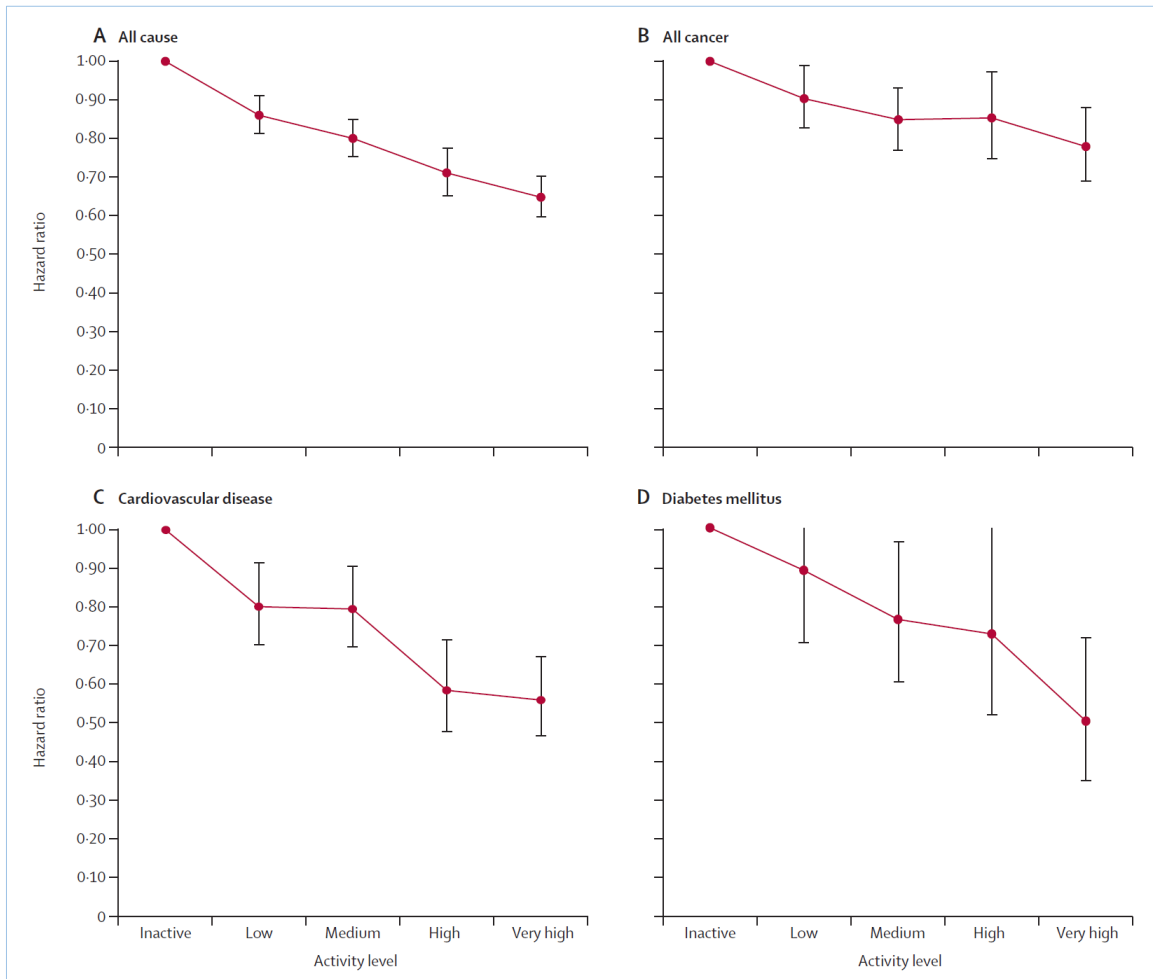 A All cause
B All cancer
1·00
0·90
0·80
0·70
0·60
0·50
0·40
0·30
0·20
0·10
0
Hazard ratio
C Cardiovascular disease
D Diabetes mellitus
1·00
0·90
0·80
0·70
0·60
0·50
0·40
0·30
0·20
0·10
0
Hazard ratio
Inactive Low Medium High Very high
Activity level
Inactive Low Medium High Very high
Activity level